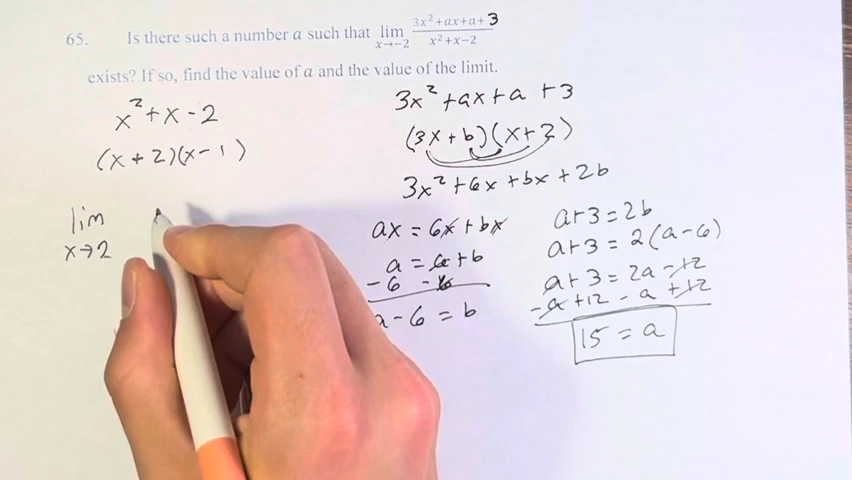 65. Is there such a number a such that lim x→−2 3x²+ax+a+3 / x²+x−2
exists? If so, find the value of a and the value of the limit.
x² + x - 2
(x + 2)(x - 1)
lim
x→2
3x² + ax + a + 3
(3x + b)(x + 2)
3x² + 6x + bx + 2b
ax = 6x + bx
a = 6 + b
-6 -6
a - 6 = b
a + 3 = 2b
a + 3 = 2(a - 6)
a + 3 = 2a - 12
-a + 12 - a + 12
15 = a